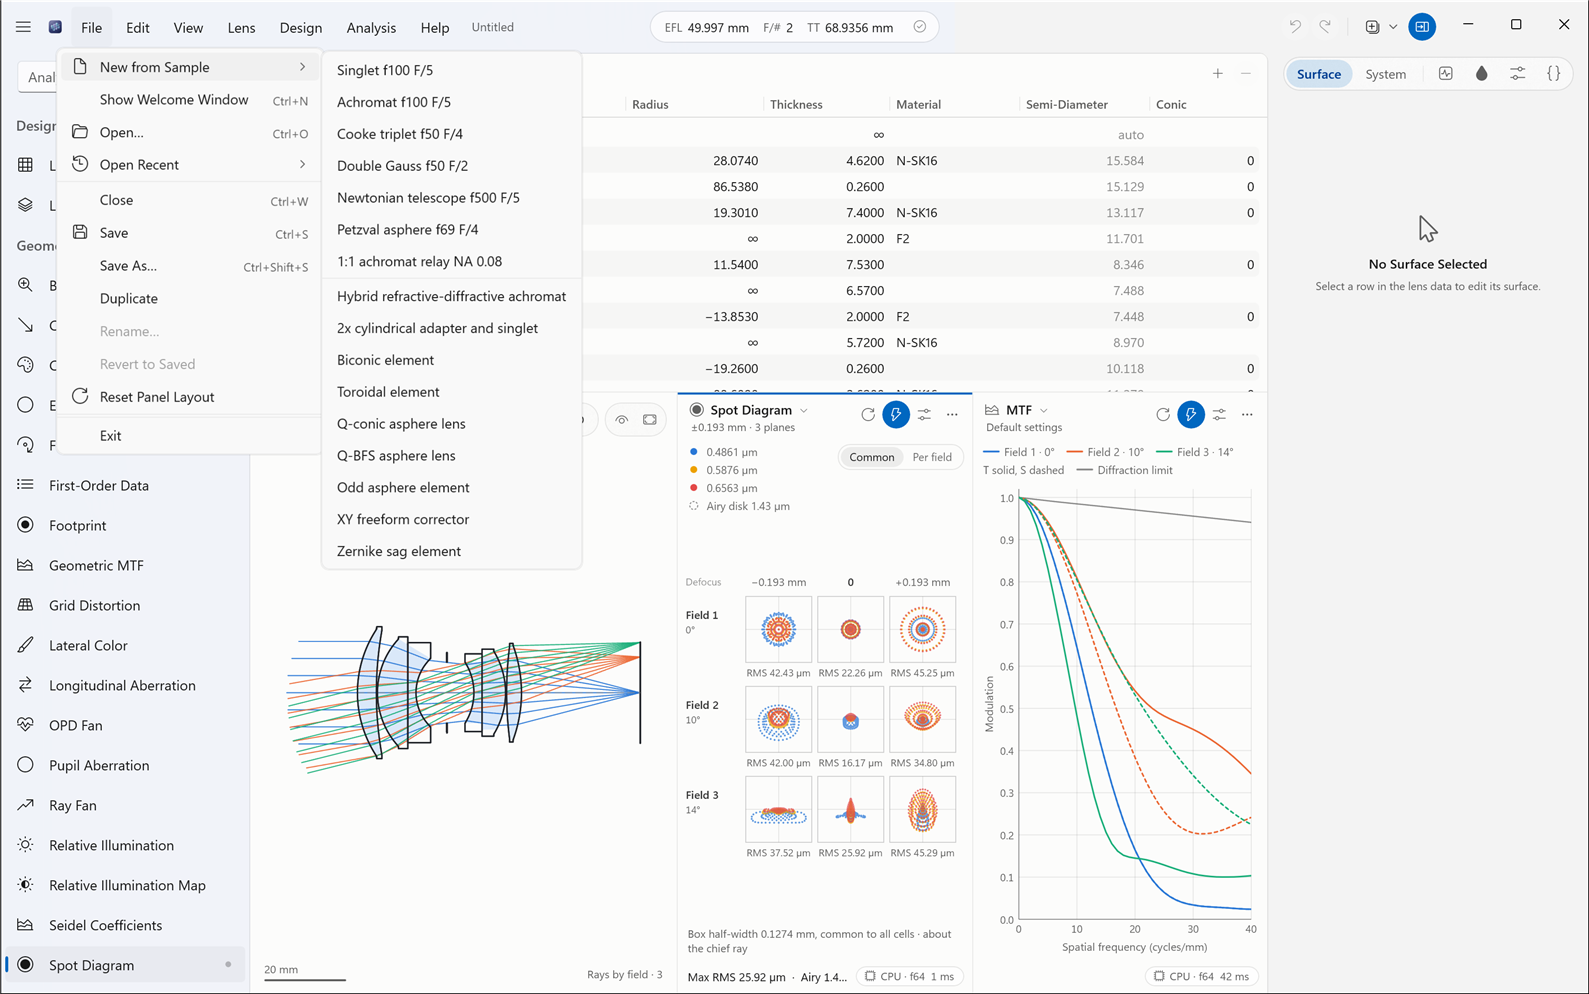 File Edit View Lens Design Analysis Help Untitled
EFL 49.997 mm F/# 2 TT 68.9356 mm
New from Sample
Show Welcome Window Ctrl+N
Open... Ctrl+O
Open Recent
Close Ctrl+W
Save Ctrl+S
Save As... Ctrl+Shift+S
Duplicate
Rename...
Revert to Saved
Reset Panel Layout
Exit
Singlet f100 F/5
Achromat f100 F/5
Cooke triplet f50 F/4
Double Gauss f50 F/2
Newtonian telescope f500 F/5
Petzval asphere f69 F/4
1:1 achromat relay NA 0.08
Hybrid refractive-diffractive achromat
2x cylindrical adapter and singlet
Biconic element
Toroidal element
Q-conic asphere lens
Q-BFS asphere lens
Odd asphere element
XY freeform corrector
Zernike sag element
Anal
Desig
L
L
Geom
B
C
C
E
F
First-Order Data
Footprint
Geometric MTF
Grid Distortion
Lateral Color
Longitudinal Aberration
OPD Fan
Pupil Aberration
Ray Fan
Relative Illumination
Relative Illumination Map
Seidel Coefficients
Spot Diagram
Radius Thickness Material Semi-Diameter Conic
∞ auto
28.0740 4.6200 N-SK16 15.584 0
86.5380 0.2600 15.129 0
19.3010 7.4000 N-SK16 13.117 0
∞ 2.0000 F2 11.701
11.5400 7.5300 8.346 0
∞ 6.5700 7.488
−13.8530 2.0000 F2 7.448 0
∞ 5.7200 N-SK16 8.970
−19.2600 0.2600 10.118 0
20 mm
Rays by field · 3
Spot Diagram
±0.193 mm · 3 planes
0.4861 µm
0.5876 µm
0.6563 µm
Airy disk 1.43 µm
Common Per field
Defocus −0.193 mm 0 +0.193 mm
Field 1
0°
RMS 42.43 µm RMS 22.26 µm RMS 45.25 µm
Field 2
10°
RMS 42.00 µm RMS 16.17 µm RMS 34.80 µm
Field 3
14°
RMS 37.52 µm RMS 25.92 µm RMS 45.29 µm
Box half-width 0.1274 mm, common to all cells · about
the chief ray
Max RMS 25.92 µm · Airy 1.4... CPU · f64 1 ms
MTF
Default settings
Field 1 · 0° Field 2 · 10° Field 3 · 14°
T solid, S dashed Diffraction limit
1.0
0.9
0.8
0.7
0.6
0.5
0.4
0.3
0.2
0.1
0.0
Modulation
0 10 20 30 40
Spatial frequency (cycles/mm)
CPU · f64 42 ms
Surface System { }
No Surface Selected
Select a row in the lens data to edit its surface.